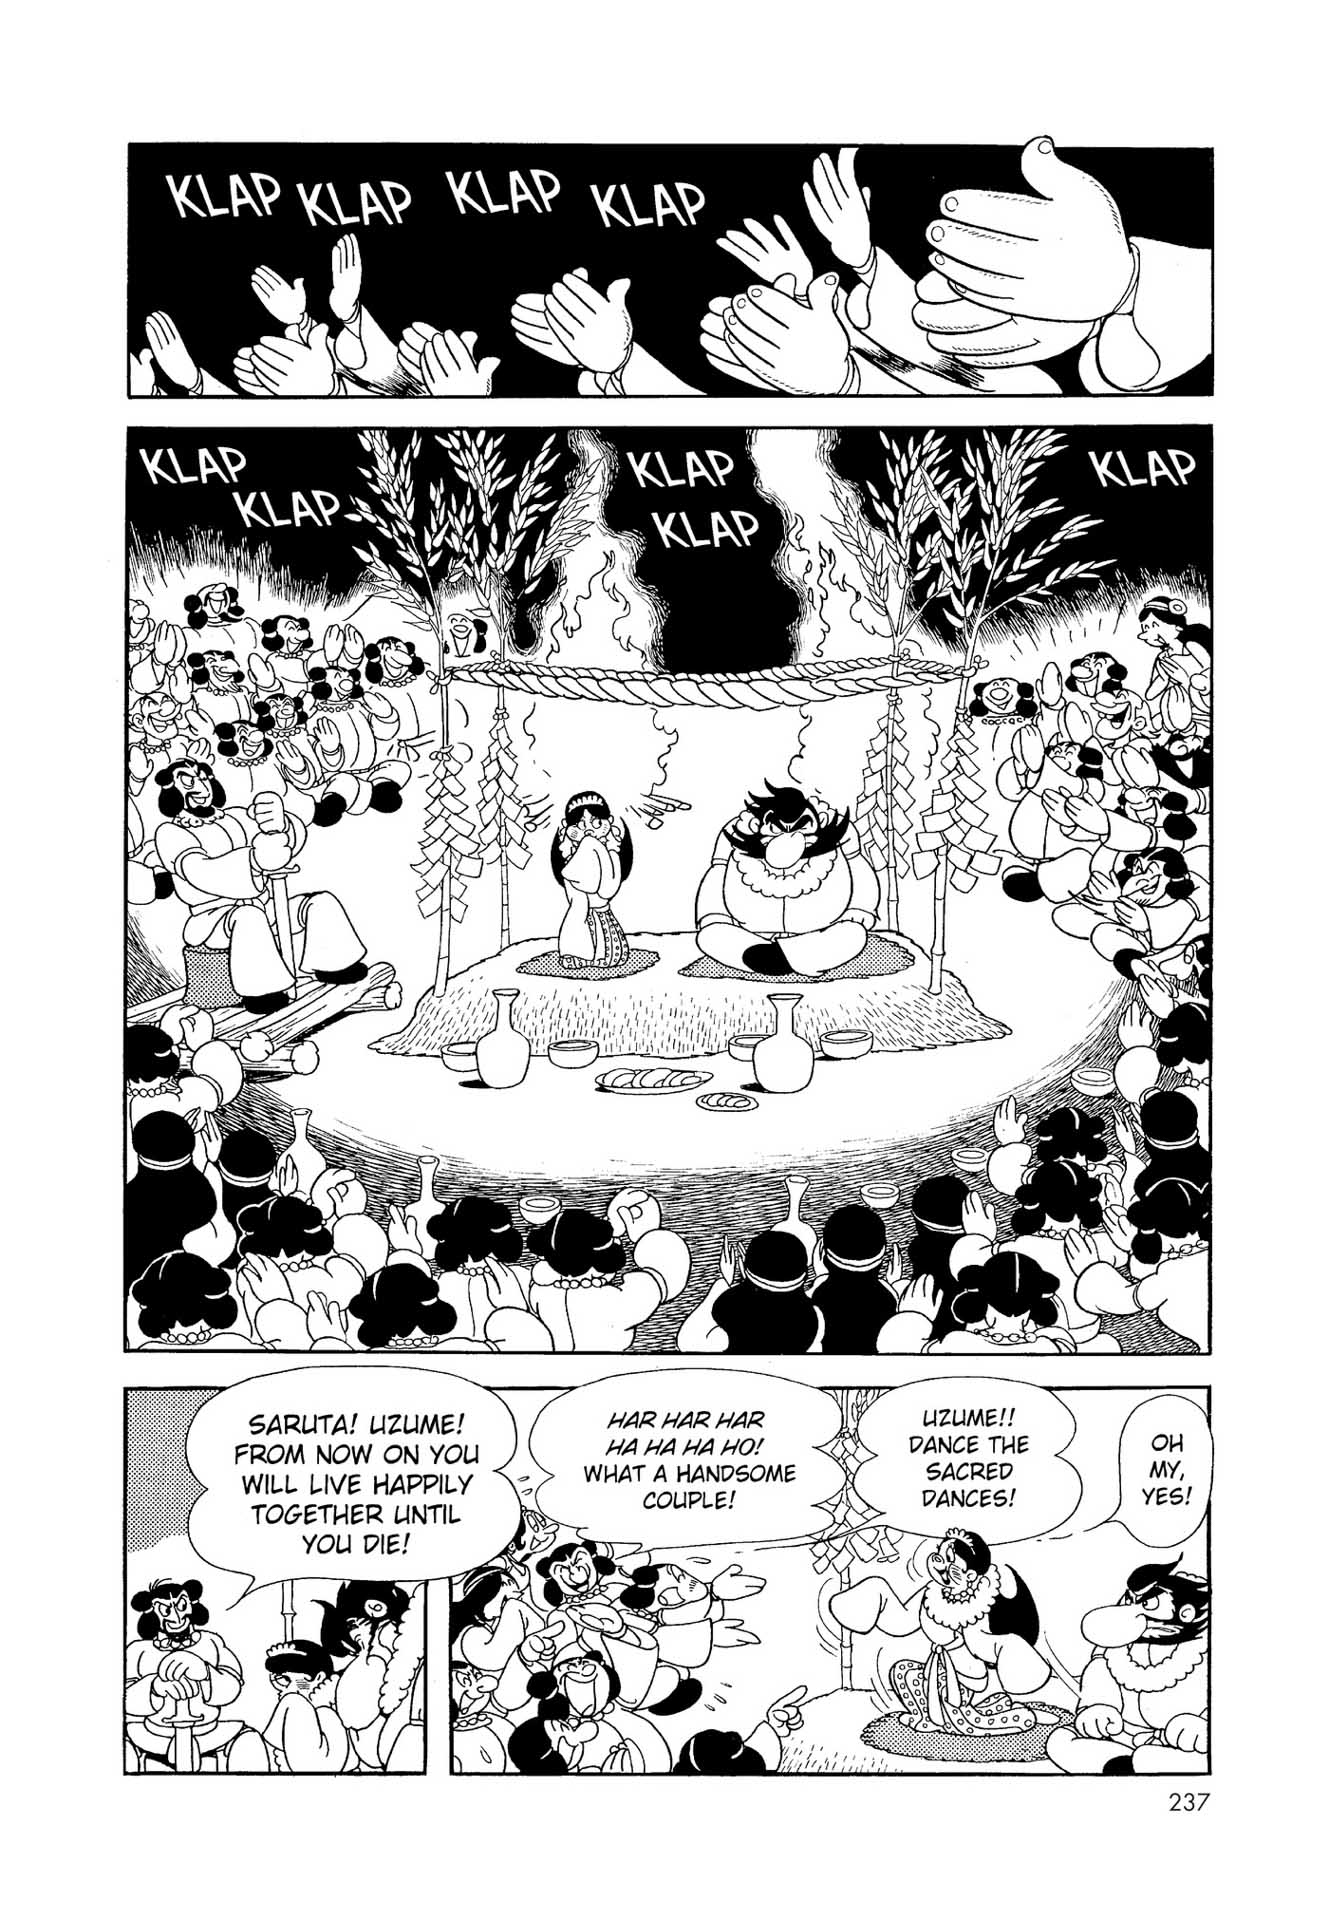 KLAP KLAP KLAP KLAP
KLAP
KLAP
KLAP
KLAP
KLAP
SARUTA! UZUME!
FROM NOW ON YOU
WILL LIVE HAPPILY
TOGETHER UNTIL
YOU DIE!
HAR HAR HAR
HA HA HA HO!
WHAT A HANDSOME
COUPLE!
UZUME!!
DANCE THE
SACRED
DANCES!
OH
MY,
YES!
237